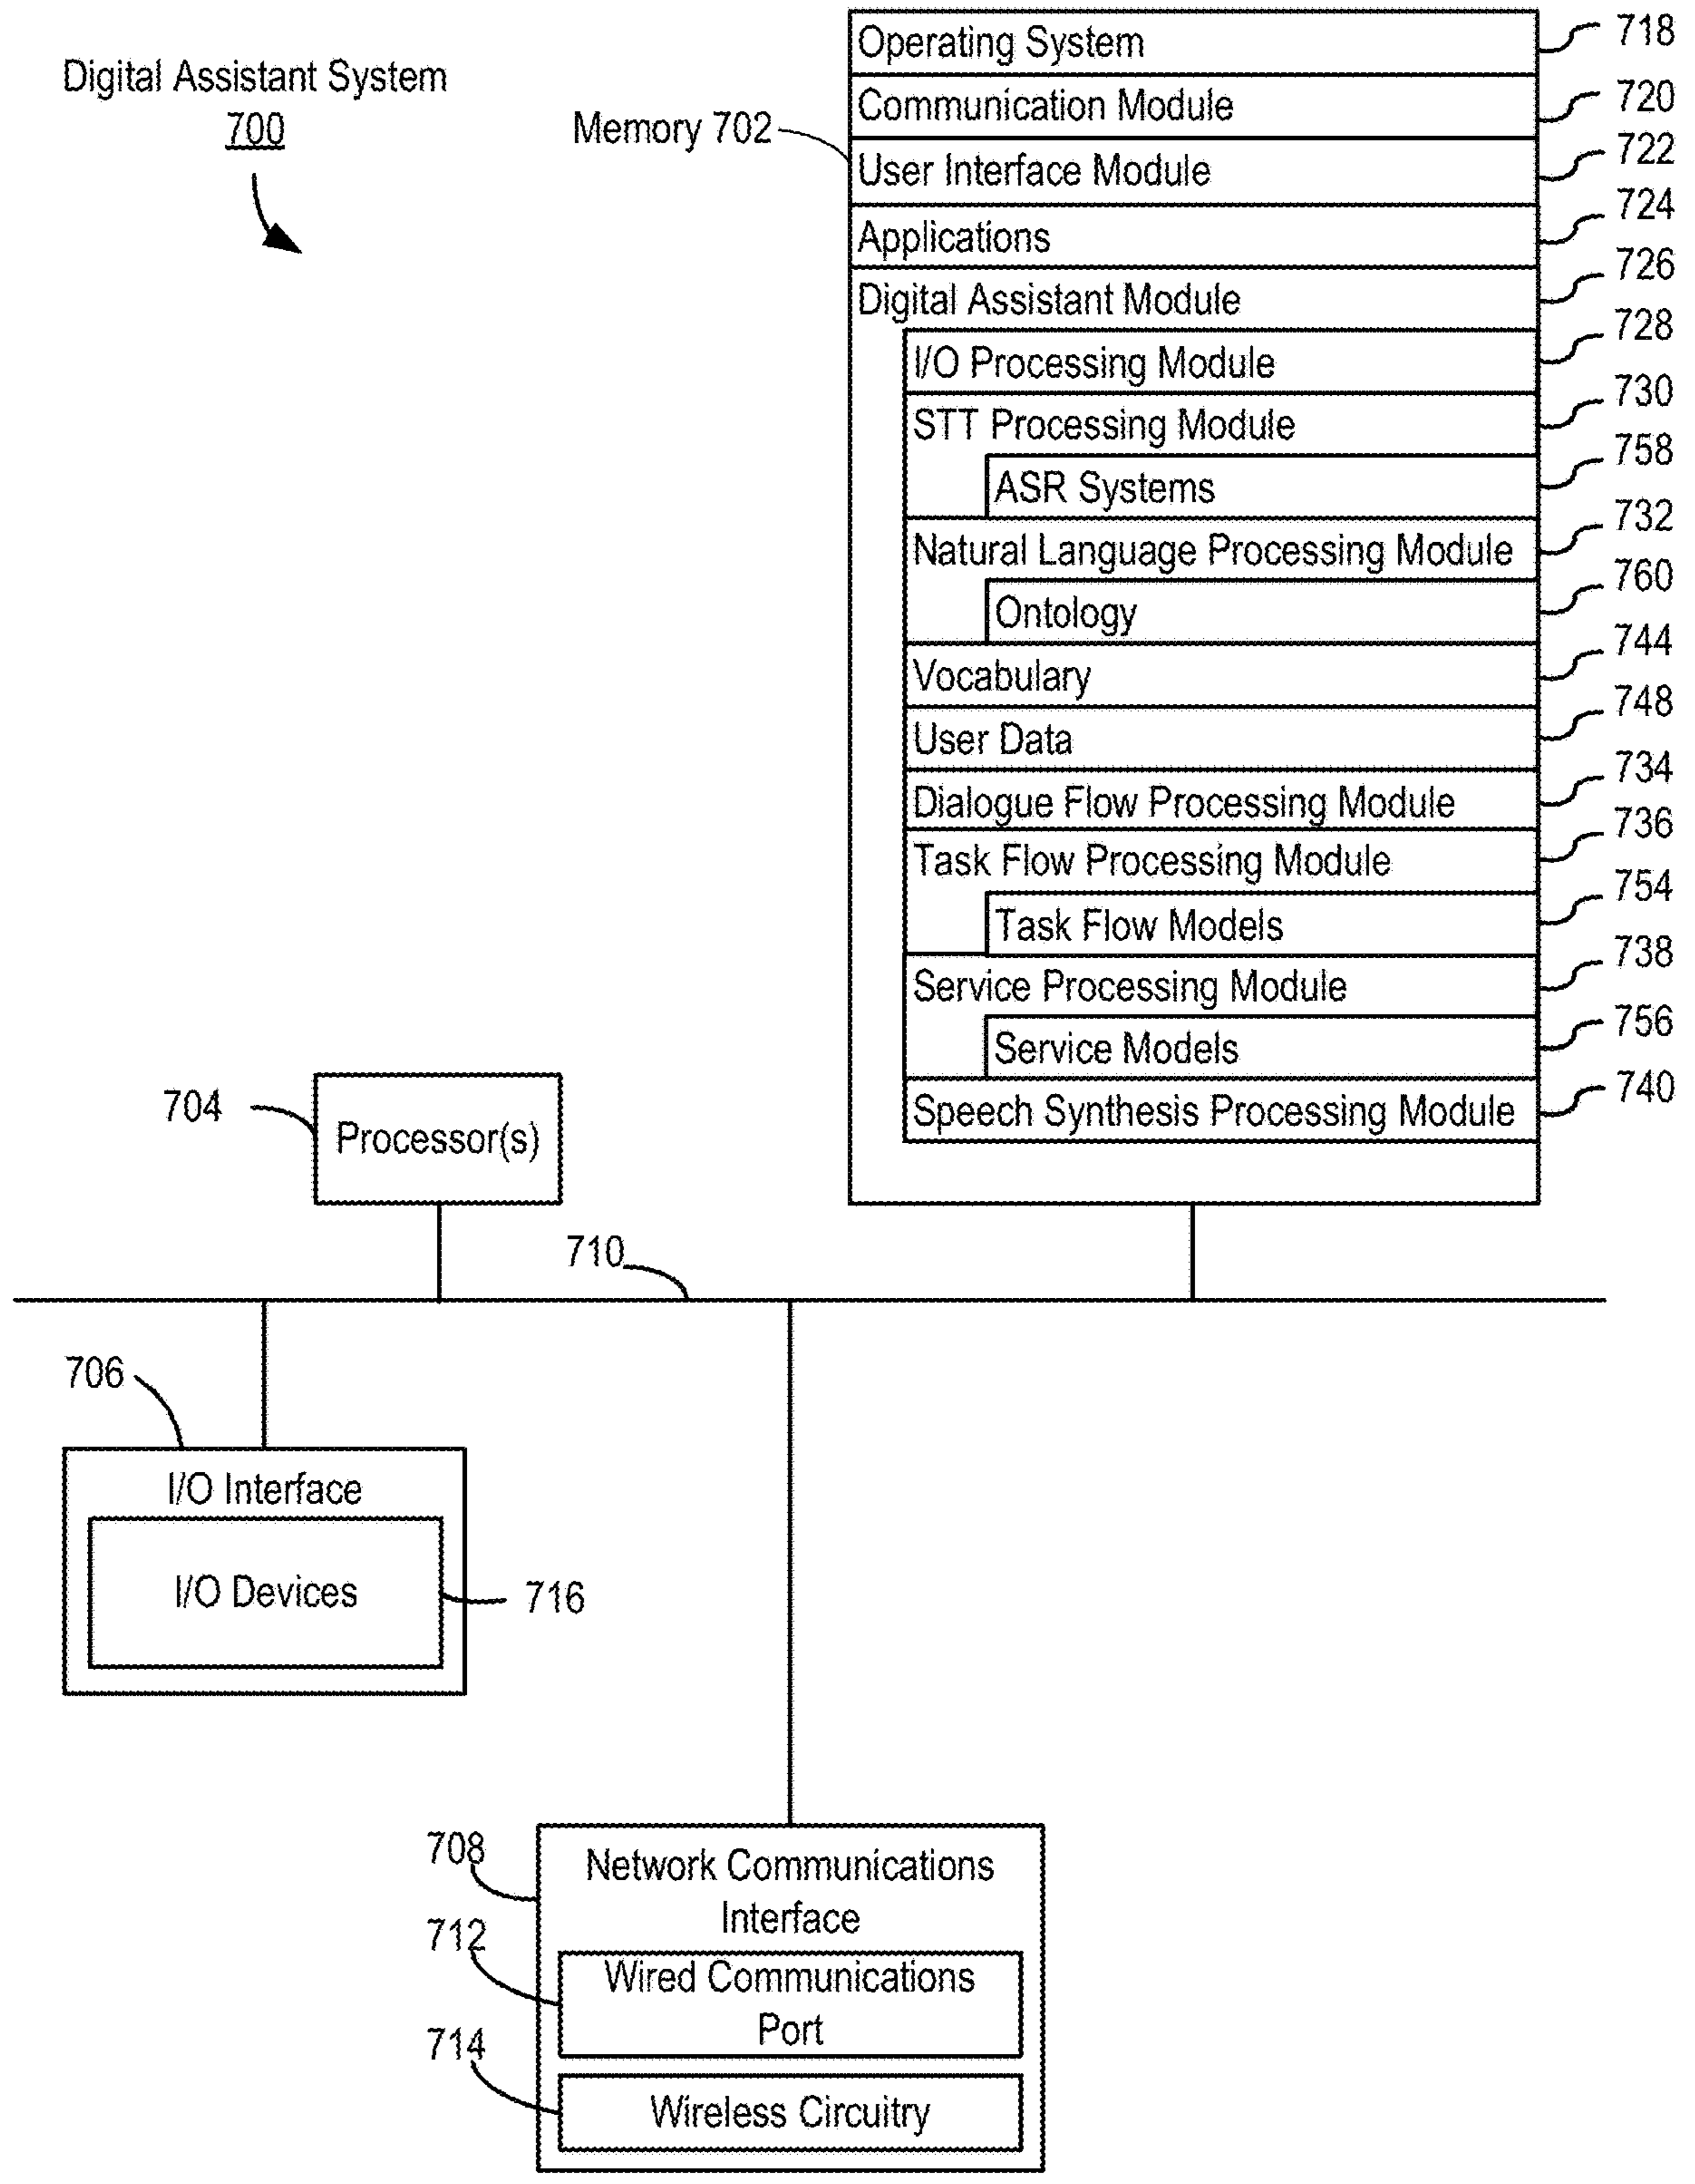 Digital Assistant System
700
Memory 702
Operating System 718
Communication Module 720
User Interface Module 722
Applications 724
Digital Assistant Module 726
I/O Processing Module 728
STT Processing Module 730
ASR Systems 758
Natural Language Processing Module 732
Ontology 760
Vocabulary 744
User Data 748
Dialogue Flow Processing Module 734
Task Flow Processing Module 736
Task Flow Models 754
Service Processing Module 738
Service Models 756
Speech Synthesis Processing Module 740
704
Processor(s)
710
706
I/O Interface
I/O Devices
716
708
Network Communications
Interface
712
Wired Communications
Port
714
Wireless Circuitry